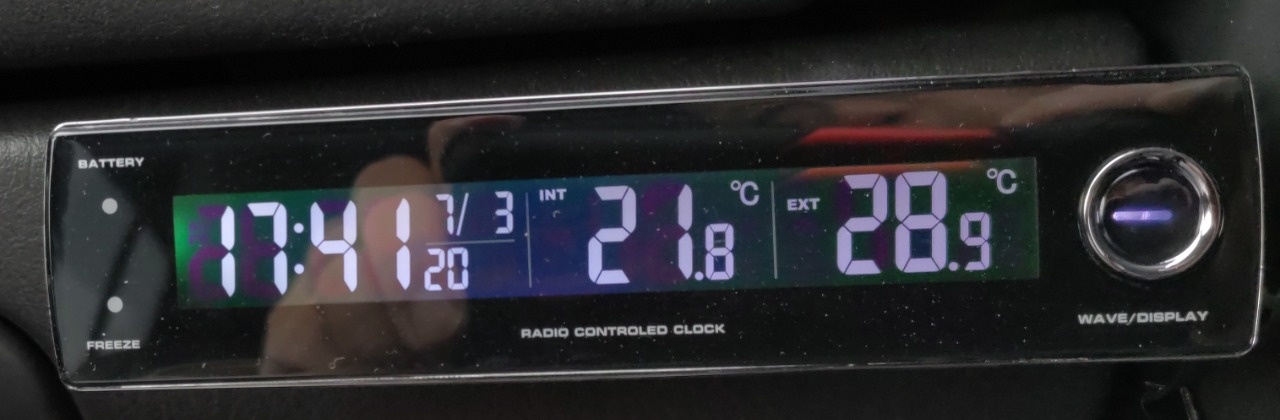 BATTERY
FREEZE
17:41
7/ 3
20
INT
21.8
℃
EXT
28.9
℃
RADIO CONTROLED CLOCK
WAVE/DISPLAY